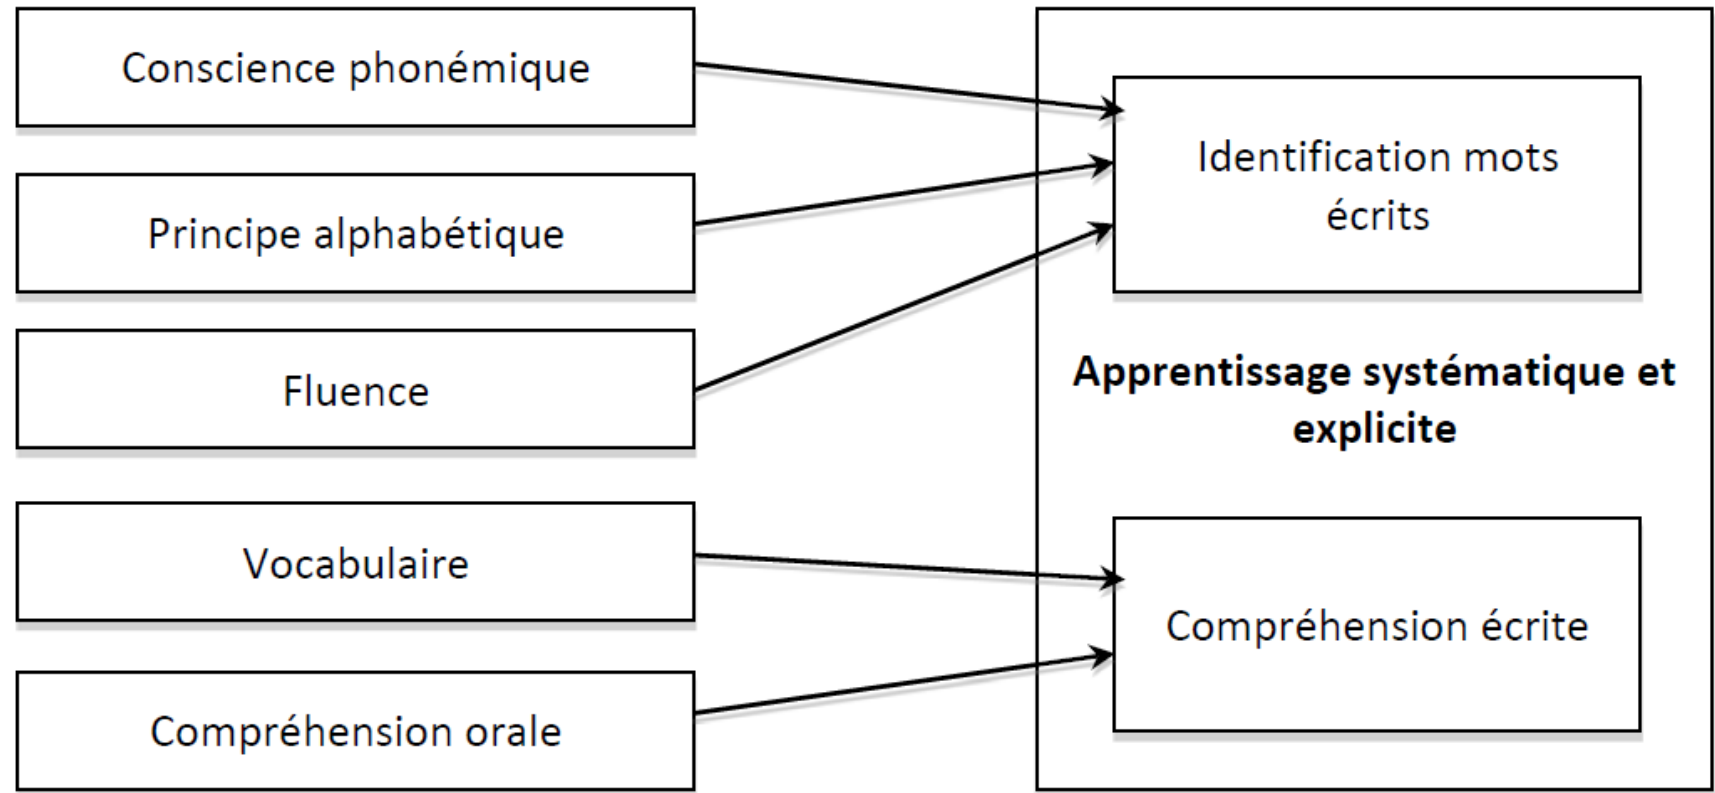 Conscience phonémique
Principe alphabétique
Fluence
Vocabulaire
Compréhension orale
Identification mots
écrits
Apprentissage systématique et
explicite
Compréhension écrite